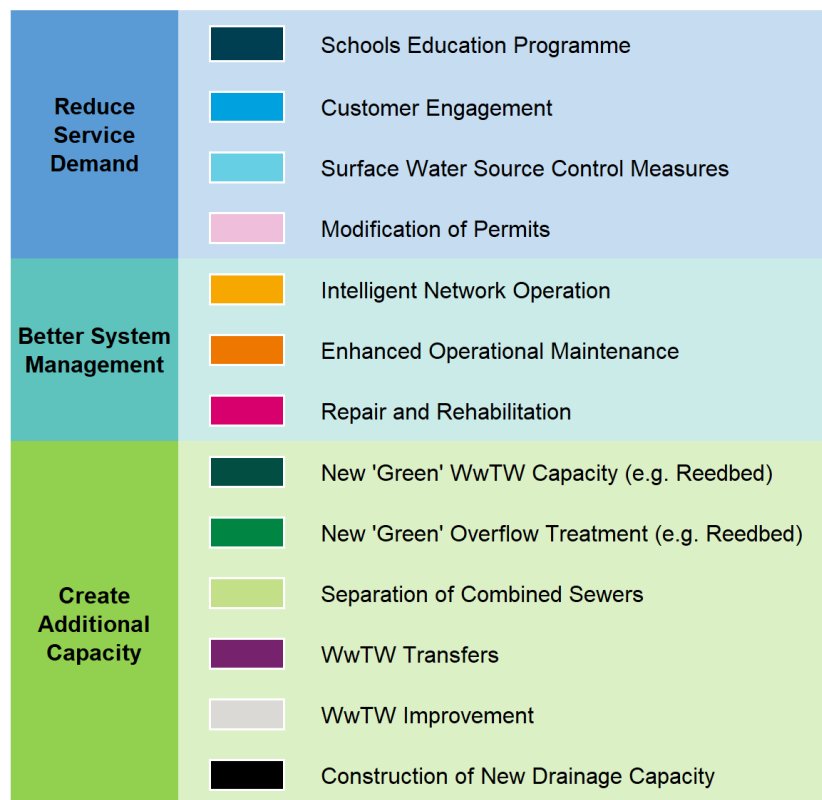 Reduce
Service
Demand
Schools Education Programme
Customer Engagement
Surface Water Source Control Measures
Modification of Permits
Better System
Management
Intelligent Network Operation
Enhanced Operational Maintenance
Repair and Rehabilitation
Create
Additional
Capacity
New 'Green' WwTW Capacity (e.g. Reedbed)
New 'Green' Overflow Treatment (e.g. Reedbed)
Separation of Combined Sewers
WwTW Transfers
WwTW Improvement
Construction of New Drainage Capacity